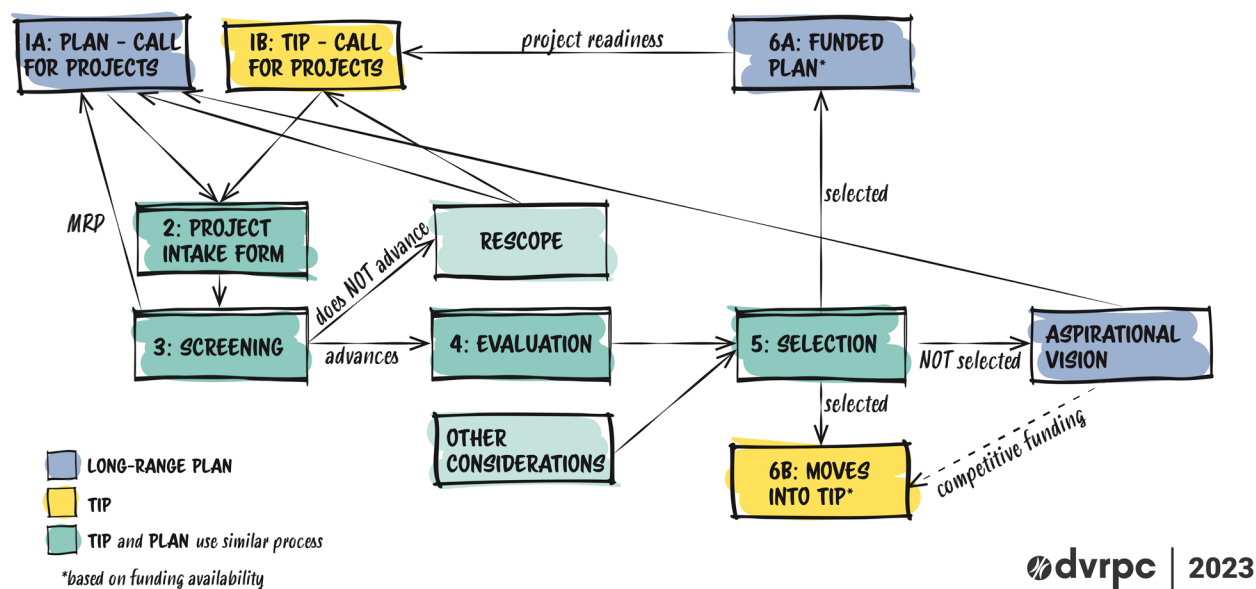 1A: PLAN - CALL
FOR PROJECTS
1B: TIP - CALL
FOR PROJECTS
project readiness
6A: FUNDED
PLAN*
MRP
2: PROJECT
INTAKE FORM
does NOT advance
RESCOPE
selected
3: SCREENING
advances
4: EVALUATION
5: SELECTION
NOT selected
ASPIRATIONAL
VISION
selected
OTHER
CONSIDERATIONS
6B: MOVES
INTO TIP*
competitive funding
LONG-RANGE PLAN
TIP
TIP and PLAN use similar process
*based on funding availability
dvrpc | 2023